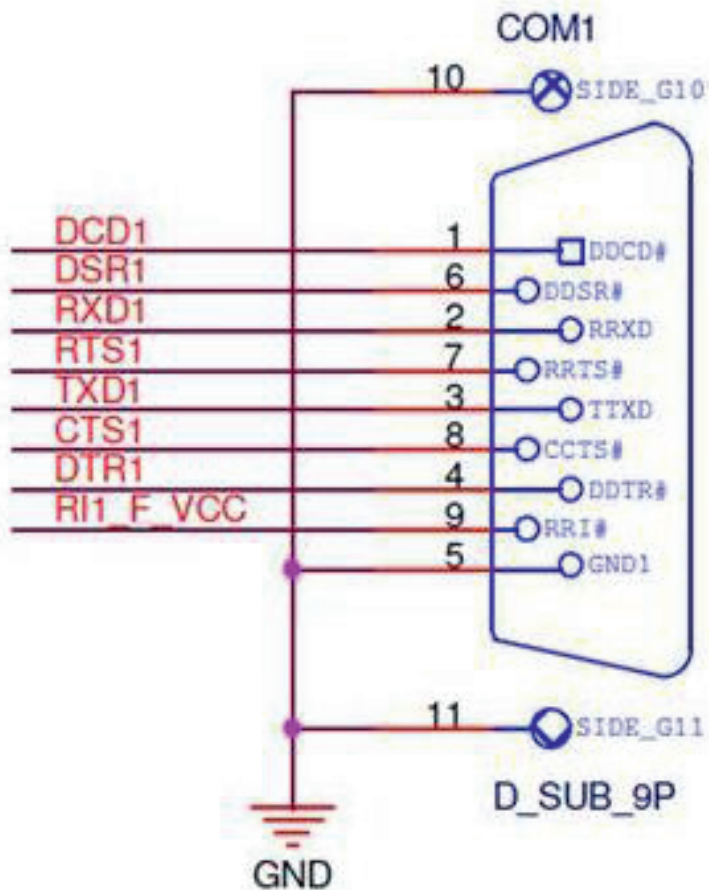 COM1
10 SIDE_G10
DCD1 1 DDCD#
DSR1 6 DDSR#
RXD1 2 RRXD
RTS1 7 RRTS#
TXD1 3 TTXD
CTS1 8 CCTS#
DTR1 4 DDTR#
RI1_F_VCC 9 RRI#
5 GND1
11 SIDE_G11
D_SUB_9P
GND